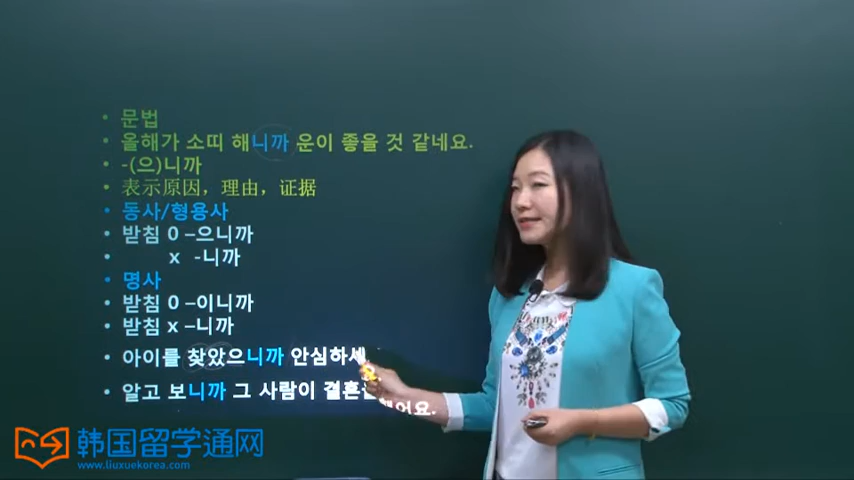 문법
올해가 소띠 해니까 운이 좋을 것 같네요.
-(으)니까
表示原因，理由，证据
동사/형용사
받침 O –으니까
x -니까
명사
받침 O –이니까
받침 x –니까
아이를 찾았으니까 안심하세
알고 보니까 그 사람이 결혼 했어요.
韩国留学通网
www.liuxuekorea.com